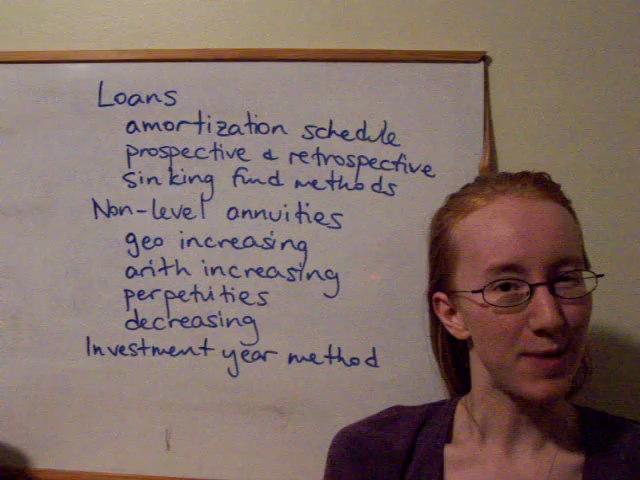 Loans
amortization schedule
prospective & retrospective
sinking fund methods
Non-level annuities
geo increasing
arith increasing
perpetuities
decreasing
Investment year method